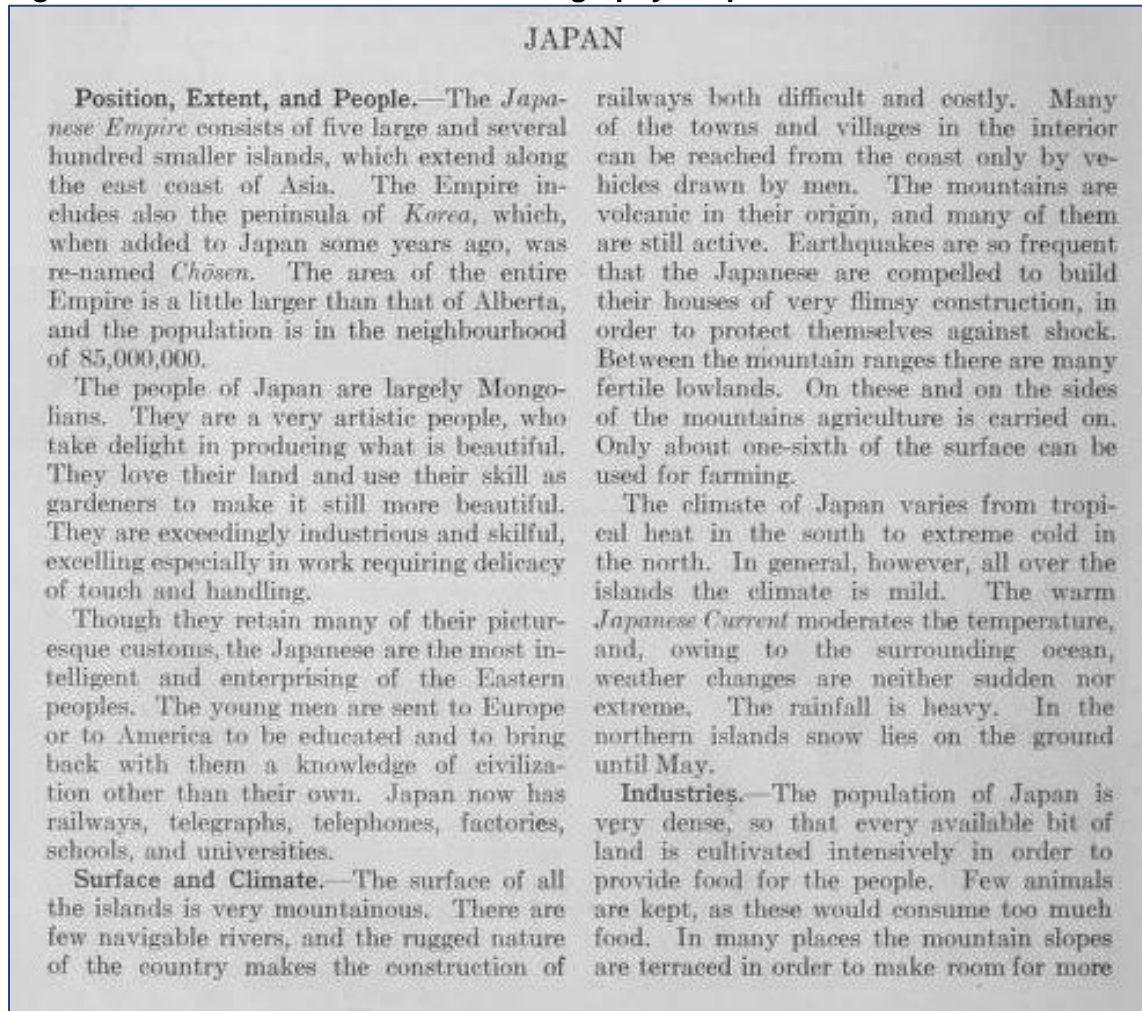 JAPAN
Position, Extent, and People.—The Japa-
nese Empire consists of five large and several
hundred smaller islands, which extend along
the east coast of Asia. The Empire in-
cludes also the peninsula of Korea, which,
when added to Japan some years ago, was
re-named Chōsen. The area of the entire
Empire is a little larger than that of Alberta,
and the population is in the neighbourhood
of 85,000,000.
The people of Japan are largely Mongo-
lians. They are a very artistic people, who
take delight in producing what is beautiful.
They love their land and use their skill as
gardeners to make it still more beautiful.
They are exceedingly industrious and skilful,
excelling especially in work requiring delicacy
of touch and handling.
Though they retain many of their pictur-
esque customs, the Japanese are the most in-
telligent and enterprising of the Eastern
peoples. The young men are sent to Europe
or to America to be educated and to bring
back with them a knowledge of civiliza-
tion other than their own. Japan now has
railways, telegraphs, telephones, factories,
schools, and universities.
Surface and Climate.—The surface of all
the islands is very mountainous. There are
few navigable rivers, and the rugged nature
of the country makes the construction of
railways both difficult and costly. Many
of the towns and villages in the interior
can be reached from the coast only by ve-
hicles drawn by men. The mountains are
volcanic in their origin, and many of them
are still active. Earthquakes are so frequent
that the Japanese are compelled to build
their houses of very flimsy construction, in
order to protect themselves against shock.
Between the mountain ranges there are many
fertile lowlands. On these and on the sides
of the mountains agriculture is carried on.
Only about one-sixth of the surface can be
used for farming.
The climate of Japan varies from tropi-
cal heat in the south to extreme cold in
the north. In general, however, all over the
islands the climate is mild. The warm
Japanese Current moderates the temperature,
and, owing to the surrounding ocean,
weather changes are neither sudden nor
extreme. The rainfall is heavy. In the
northern islands snow lies on the ground
until May.
Industries.—The population of Japan is
very dense, so that every available bit of
land is cultivated intensively in order to
provide food for the people. Few animals
are kept, as these would consume too much
food. In many places the mountain slopes
are terraced in order to make room for more